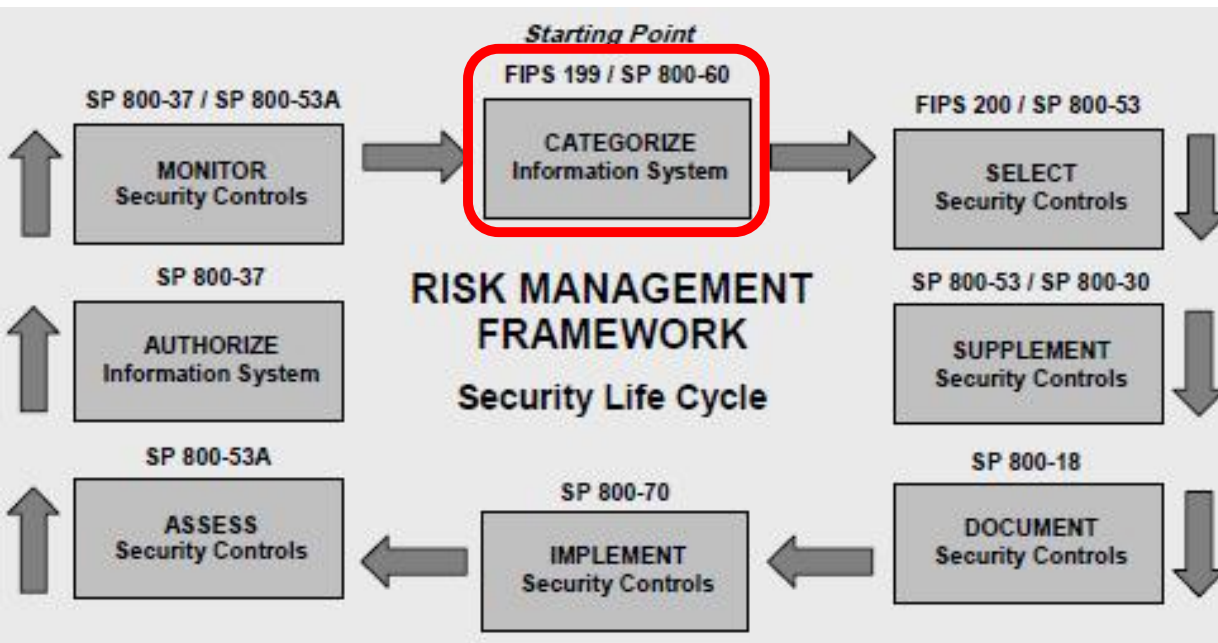 Starting Point
FIPS 199 / SP 800-60
CATEGORIZE
Information System
FIPS 200 / SP 800-53
SELECT
Security Controls
SP 800-53 / SP 800-30
SUPPLEMENT
Security Controls
SP 800-18
DOCUMENT
Security Controls
SP 800-70
IMPLEMENT
Security Controls
SP 800-53A
ASSESS
Security Controls
SP 800-37
AUTHORIZE
Information System
SP 800-37 / SP 800-53A
MONITOR
Security Controls
RISK MANAGEMENT
FRAMEWORK
Security Life Cycle